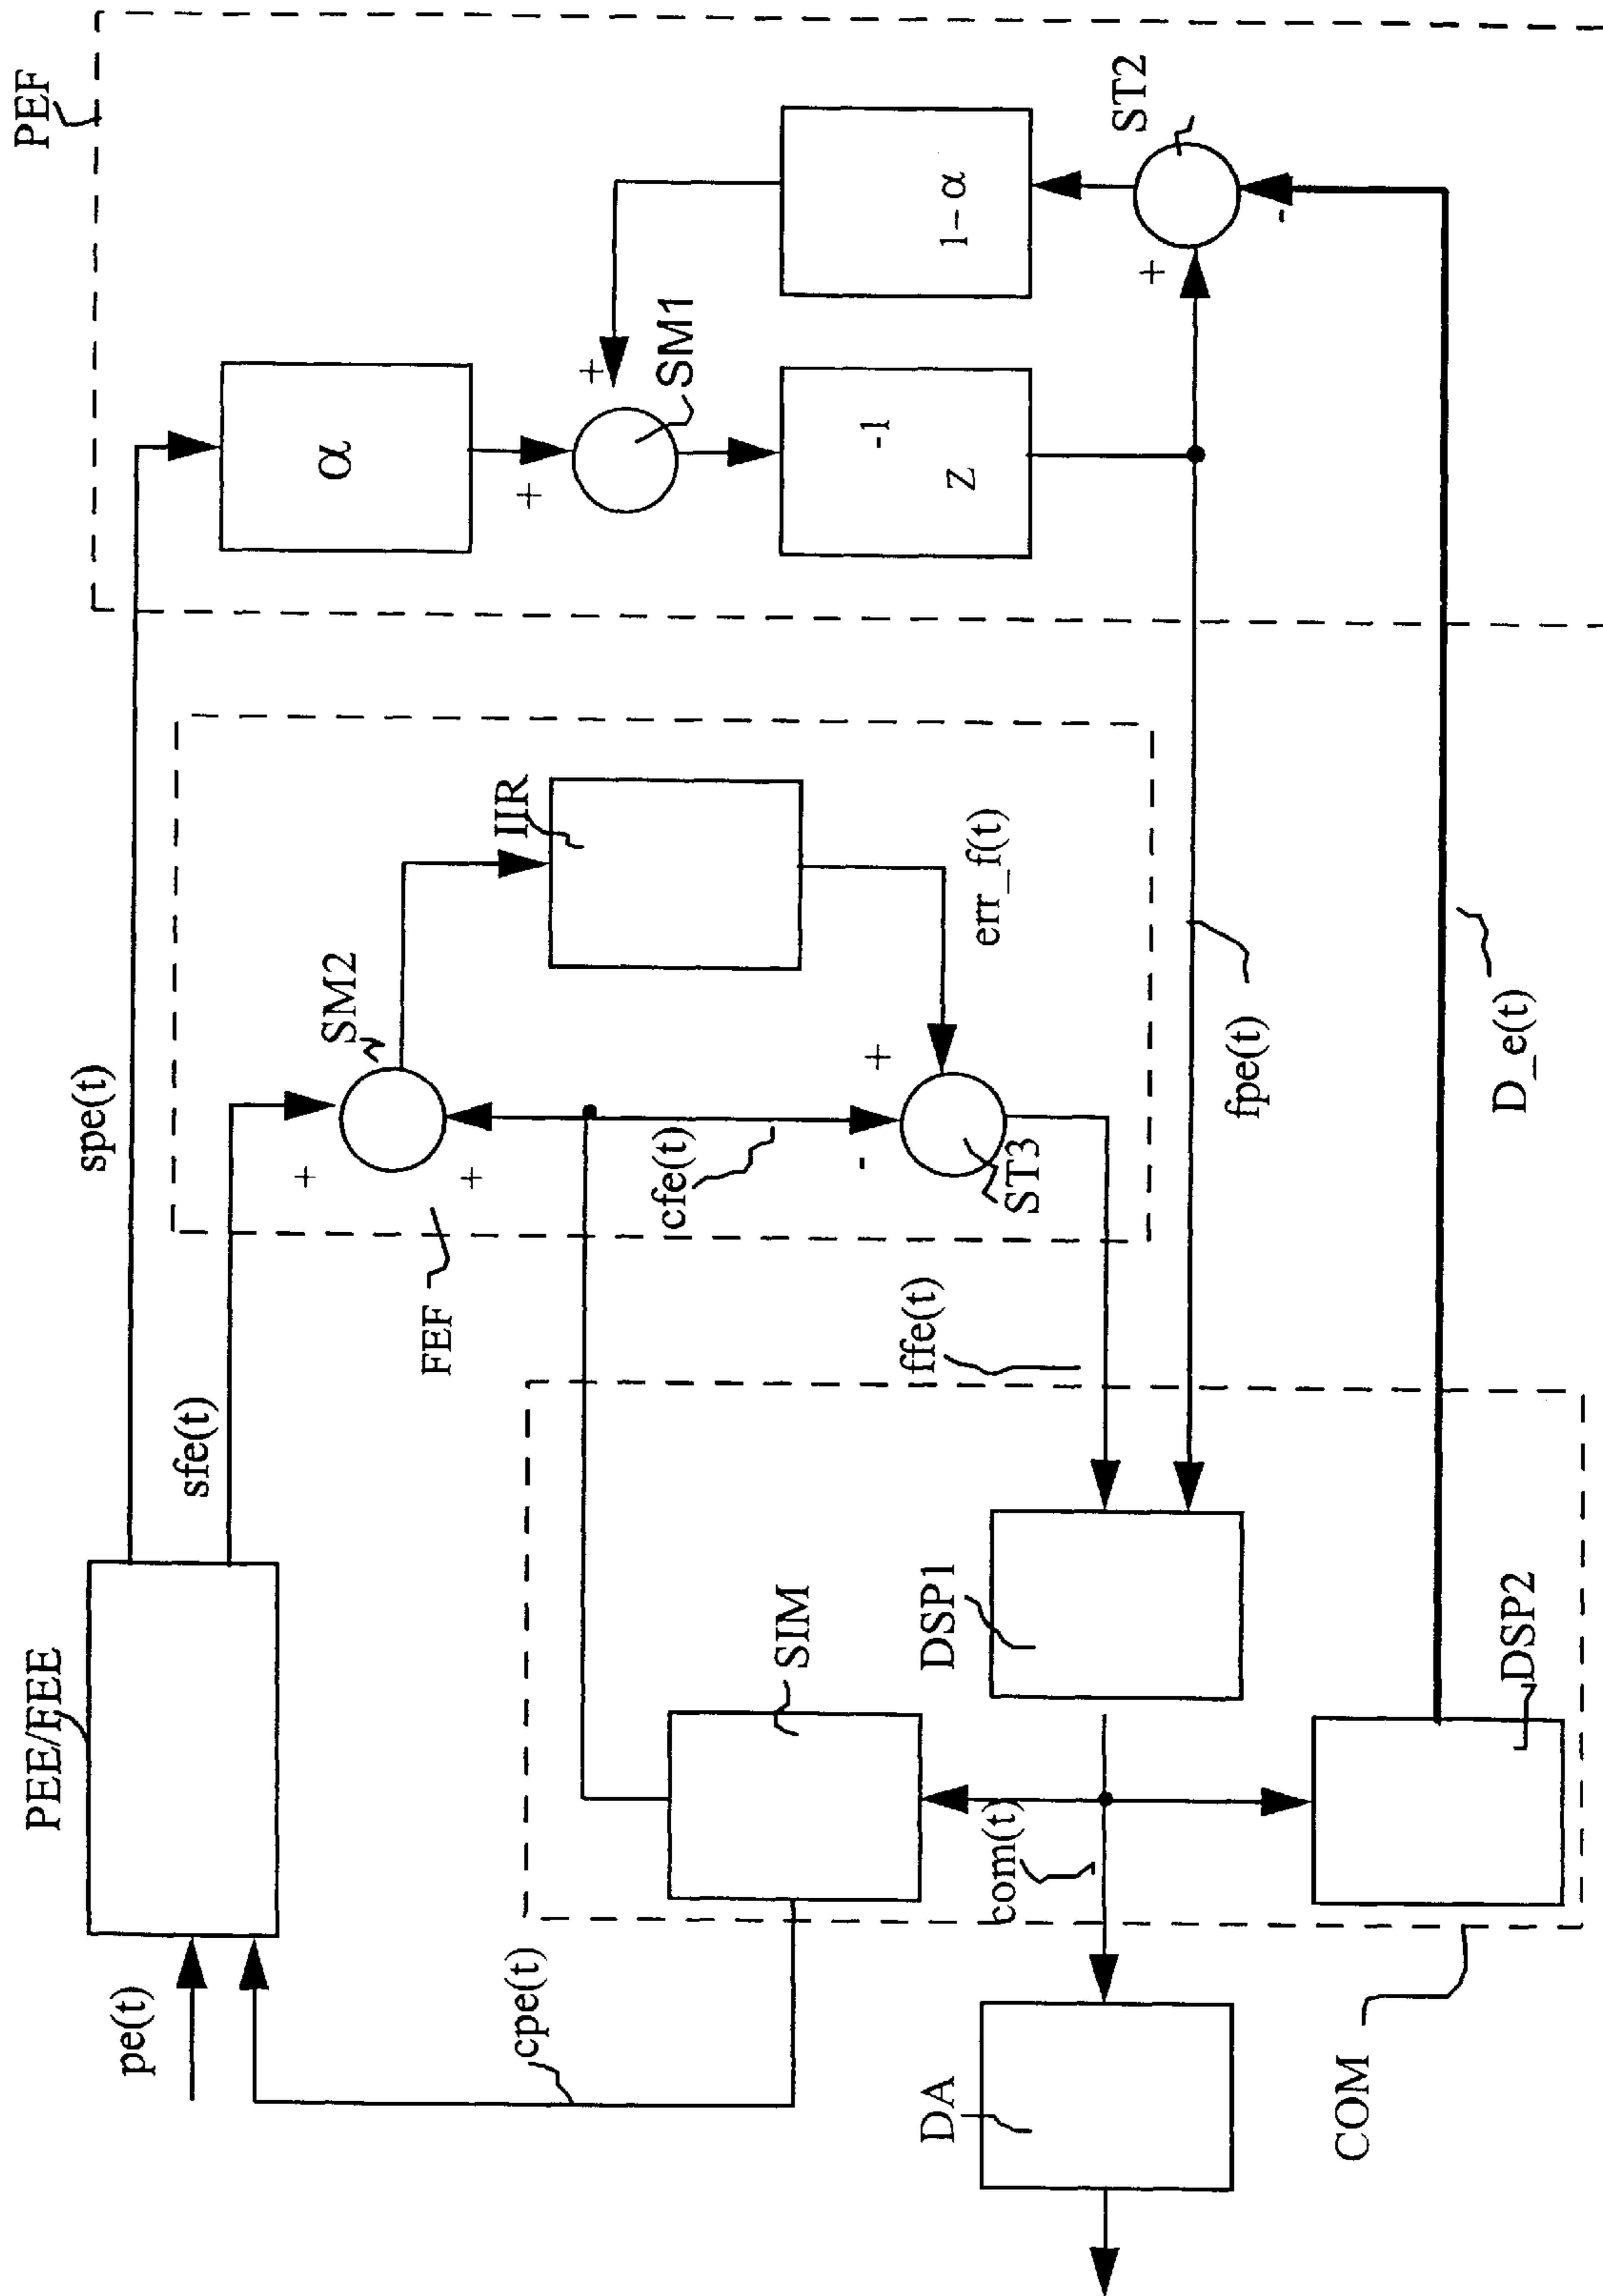 PEF
spe(t)
α
+
SM1
+
1-α
z -1
+
ST2
-
PEE/FEE
pe(t)
sfe(t)
SM2
+
+
IIR
FEF
cfe(t)
err_f(t)
+
-
ST3
ffe(t)
fpe(t)
D_e(t)
cpe(t)
SIM
DSP1
com(t)
DSP2
DA
COM